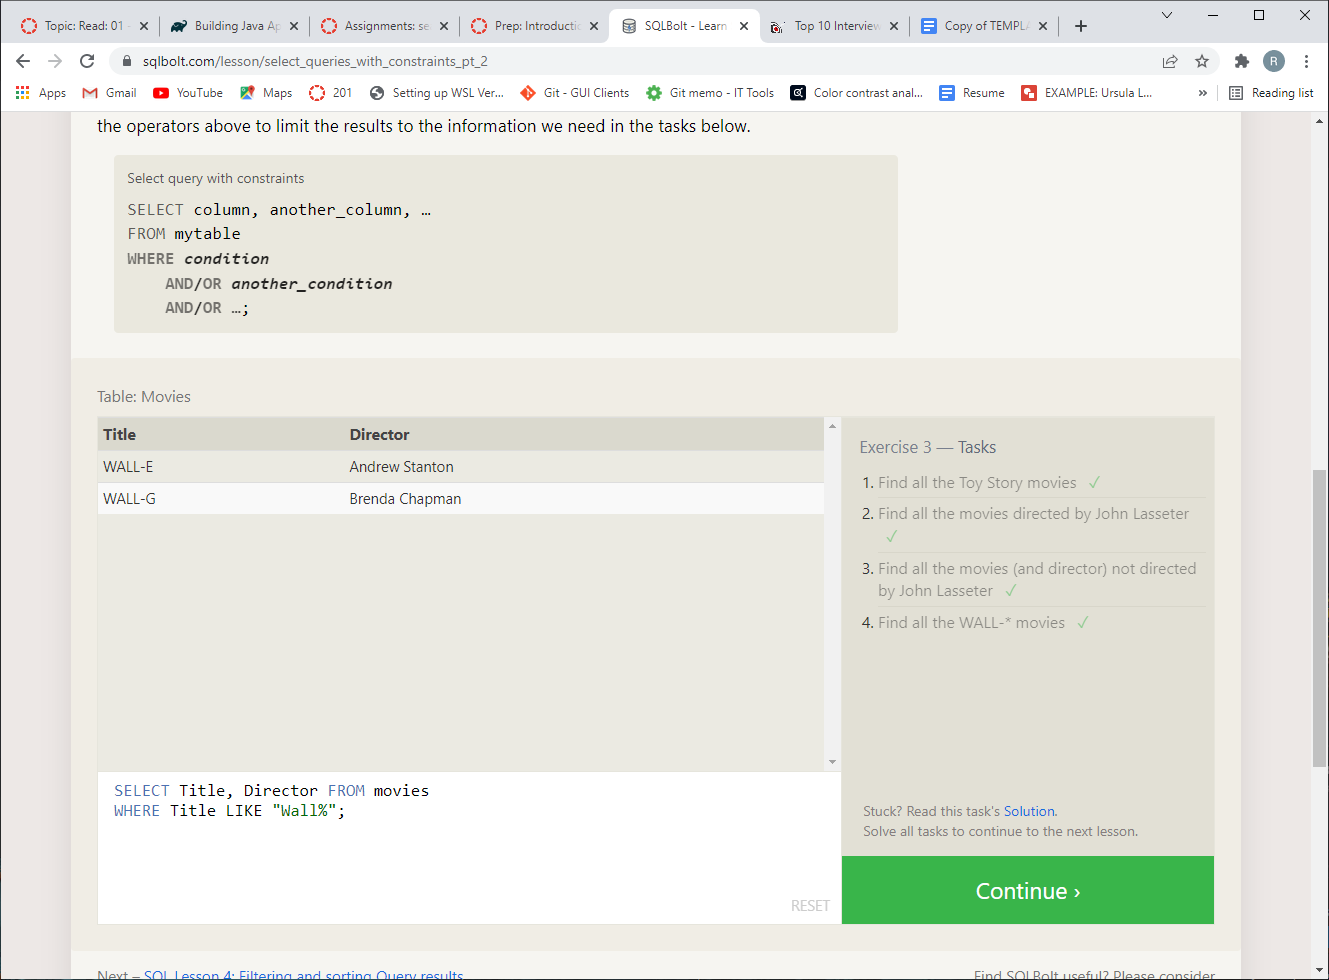 Topic: Read: 01 -
Building Java Ap
Assignments: se
Prep: Introductio
SQLBolt - Learn
Top 10 Interview
Copy of TEMPLA
sqlbolt.com/lesson/select_queries_with_constraints_pt_2
R
Apps
Gmail
YouTube
Maps
201
Setting up WSL Ver...
Git - GUI Clients
Git memo - IT Tools
Color contrast anal...
Resume
EXAMPLE: Ursula L...
»
Reading list
the operators above to limit the results to the information we need in the tasks below.
Select query with constraints
SELECT column, another_column, …
FROM mytable
WHERE condition
AND/OR another_condition
AND/OR …;
Table: Movies
Title Director
WALL-E Andrew Stanton
WALL-G Brenda Chapman
SELECT Title, Director FROM movies
WHERE Title LIKE "Wall%";
RESET
Exercise 3 — Tasks
1. Find all the Toy Story movies ✓
2. Find all the movies directed by John Lasseter
✓
3. Find all the movies (and director) not directed
by John Lasseter ✓
4. Find all the WALL-* movies ✓
Stuck? Read this task's Solution.
Solve all tasks to continue to the next lesson.
Continue ›
Next – SQL Lesson 4: Filtering and sorting Query results
Find SQLBolt useful? Please consider